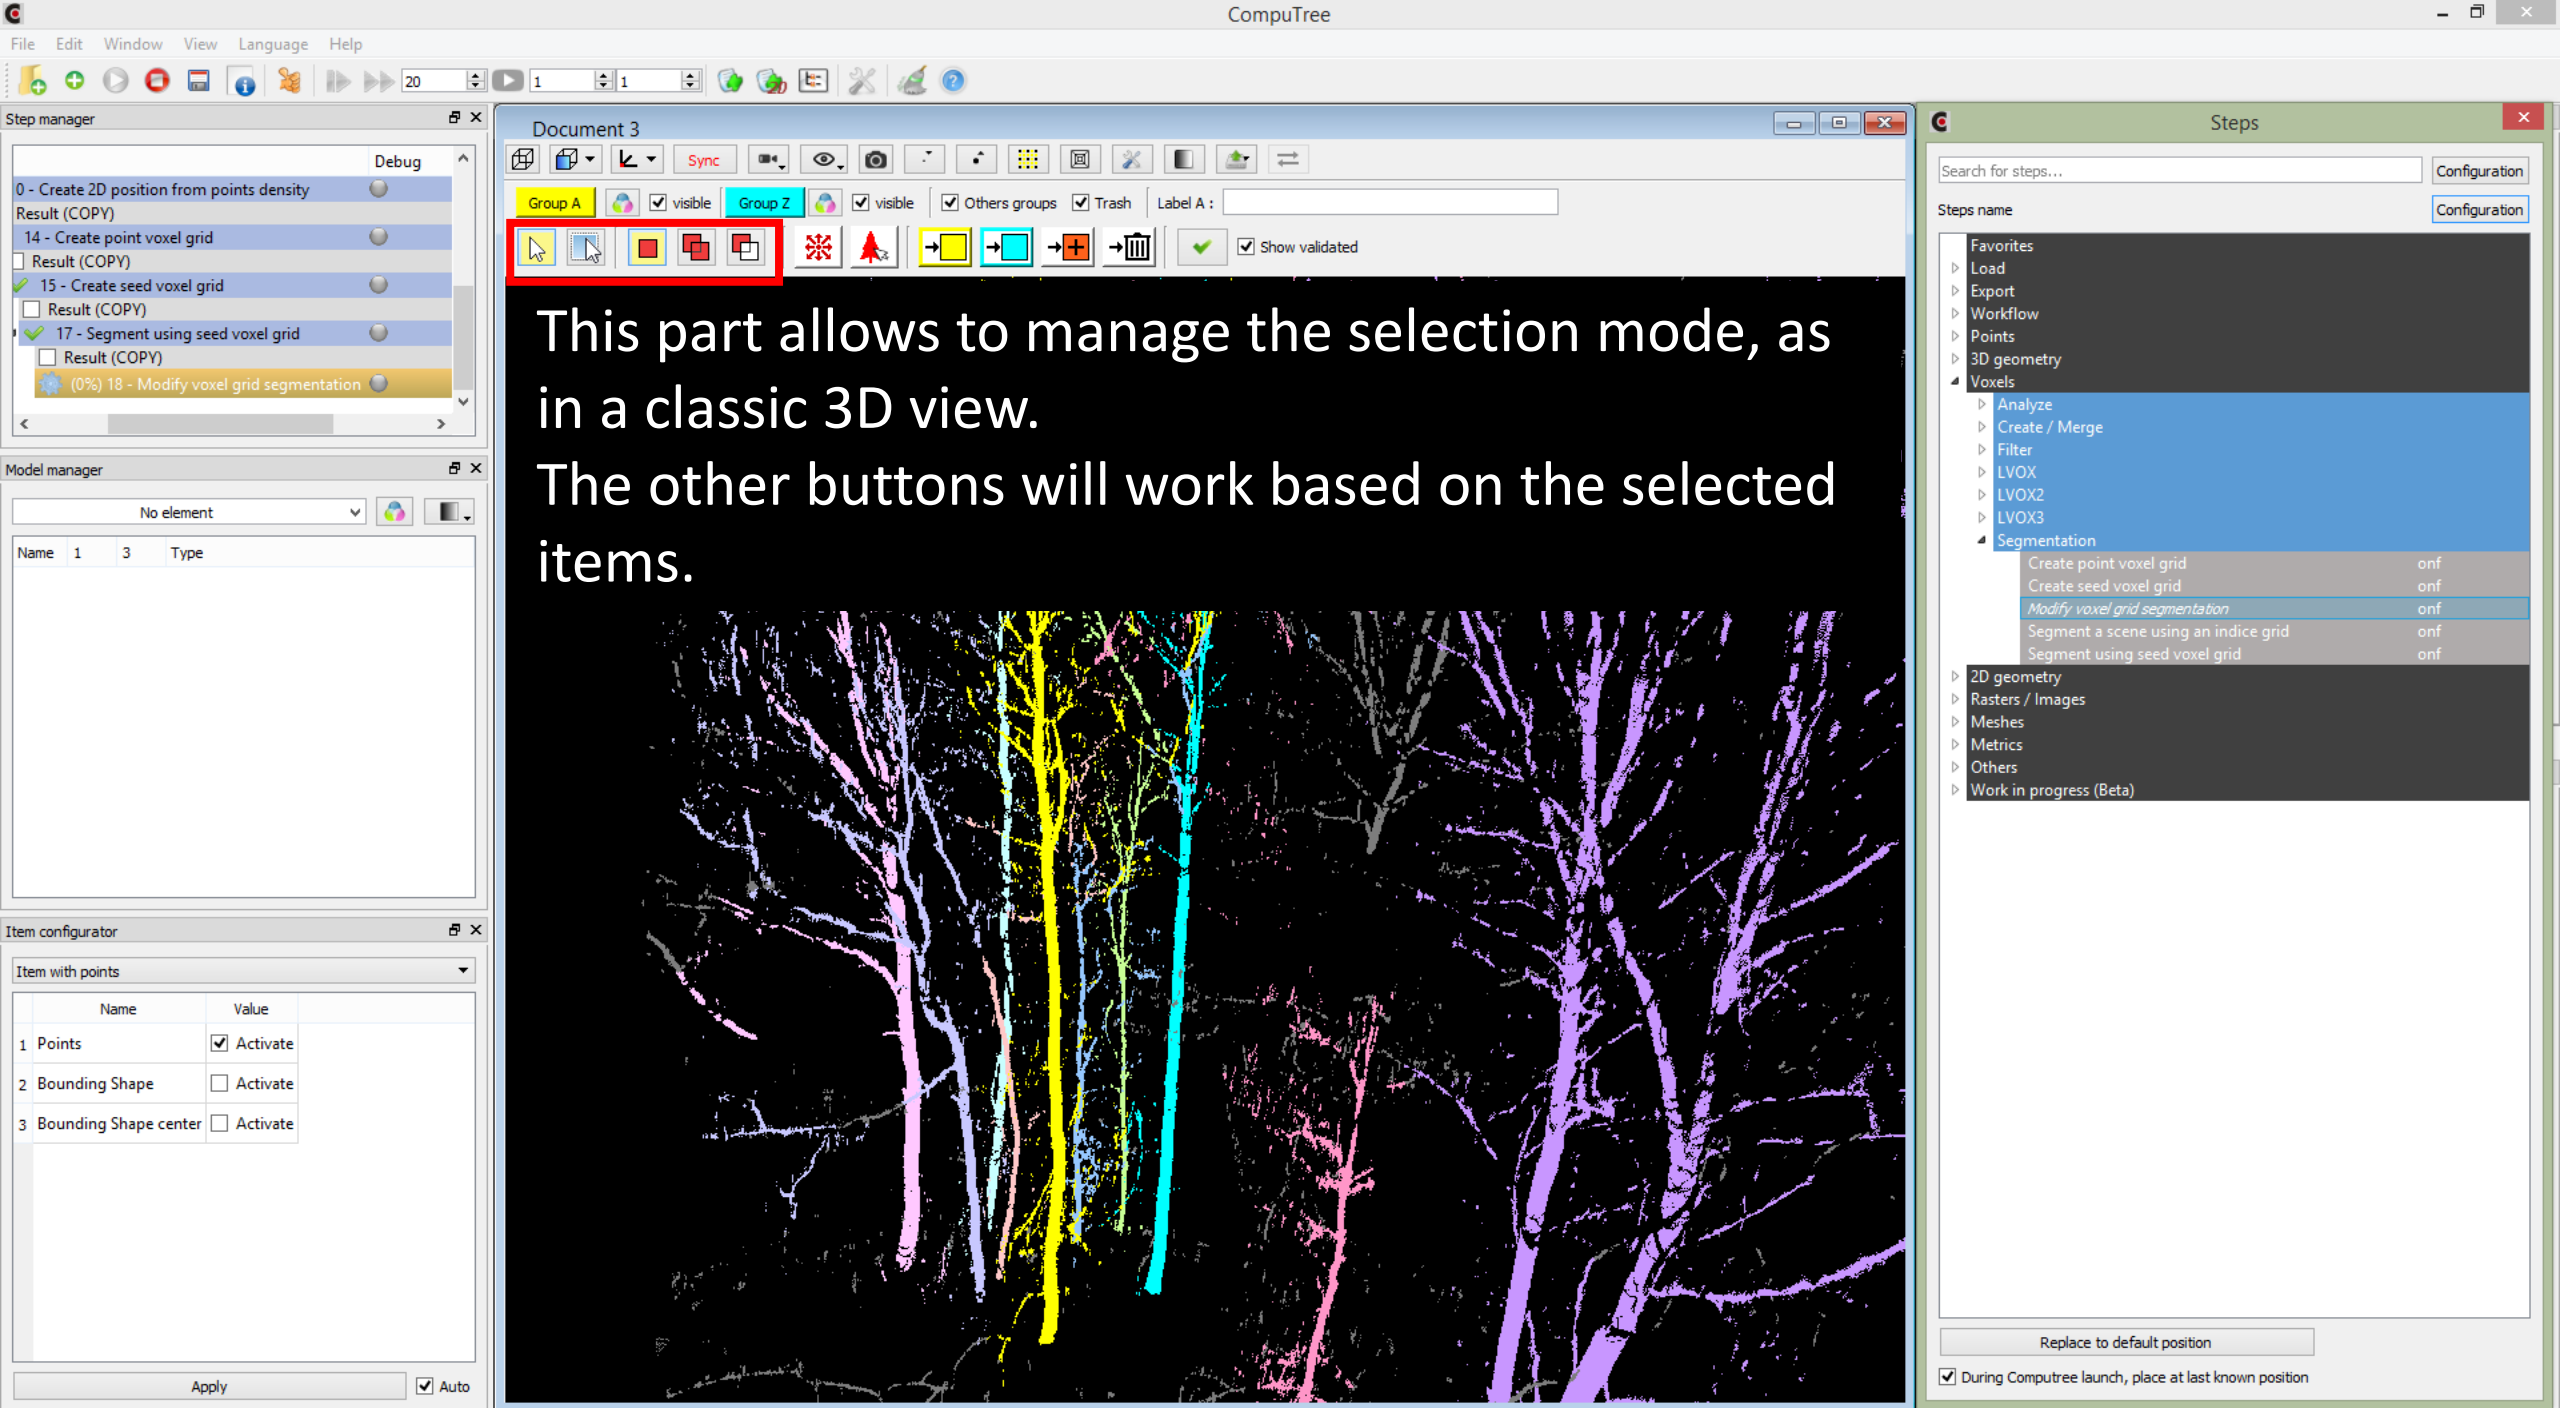 CompuTree
File Edit Window View Language Help
20 1 1
Step manager
Debug
0 - Create 2D position from points density
Result (COPY)
14 - Create point voxel grid
Result (COPY)
15 - Create seed voxel grid
Result (COPY)
17 - Segment using seed voxel grid
Result (COPY)
(0%) 18 - Modify voxel grid segmentation
Model manager
No element
Name 1 3 Type
Item configurator
Item with points
Name Value
1 Points Activate
2 Bounding Shape Activate
3 Bounding Shape center Activate
Apply Auto
Document 3
Sync
Group A visible Group Z visible Others groups Trash Label A :
Show validated
This part allows to manage the selection mode, as
in a classic 3D view.
The other buttons will work based on the selected
items.
Steps
Search for steps... Configuration
Steps name Configuration
Favorites
Load
Export
Workflow
Points
3D geometry
Voxels
Analyze
Create / Merge
Filter
LVOX
LVOX2
LVOX3
Segmentation
Create point voxel grid onf
Create seed voxel grid onf
Modify voxel grid segmentation onf
Segment a scene using an indice grid onf
Segment using seed voxel grid onf
2D geometry
Rasters / Images
Meshes
Metrics
Others
Work in progress (Beta)
Replace to default position
During Computree launch, place at last known position